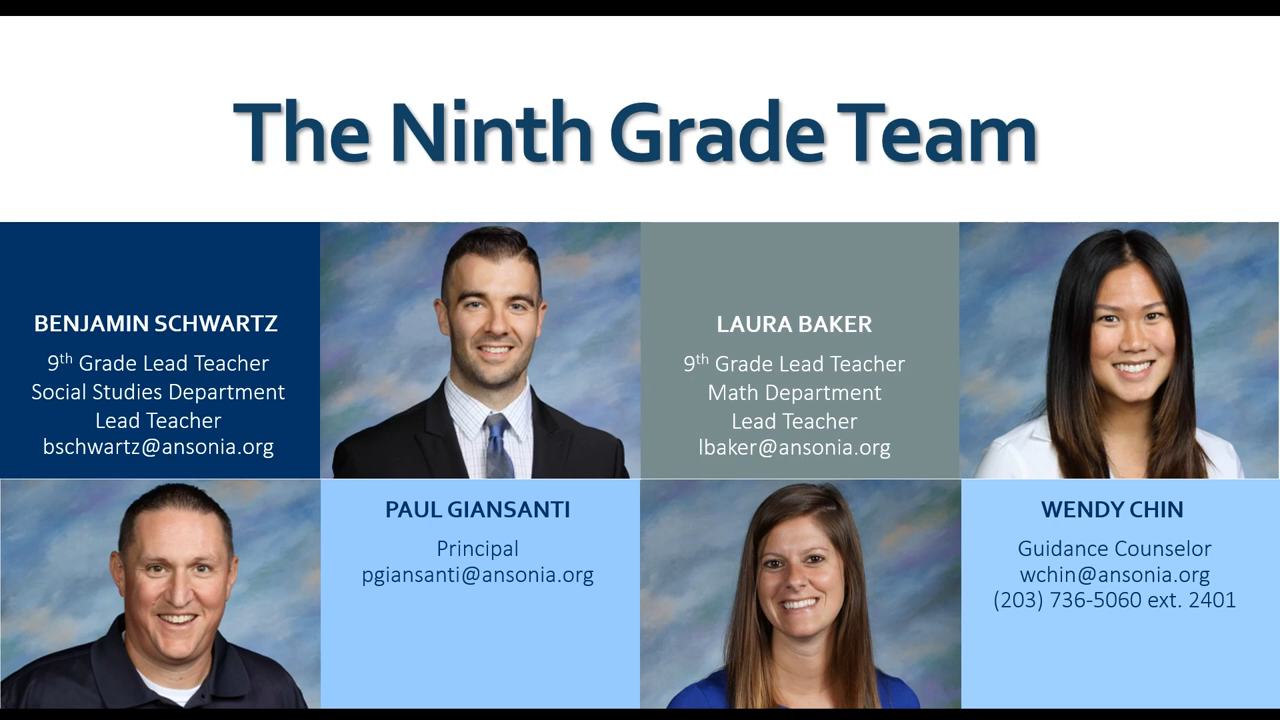 The Ninth Grade Team
BENJAMIN SCHWARTZ
9th Grade Lead Teacher
Social Studies Department
Lead Teacher
bschwartz@ansonia.org
LAURA BAKER
9th Grade Lead Teacher
Math Department
Lead Teacher
lbaker@ansonia.org
PAUL GIANSANTI
Principal
pgiansanti@ansonia.org
WENDY CHIN
Guidance Counselor
wchin@ansonia.org
(203) 736-5060 ext. 2401